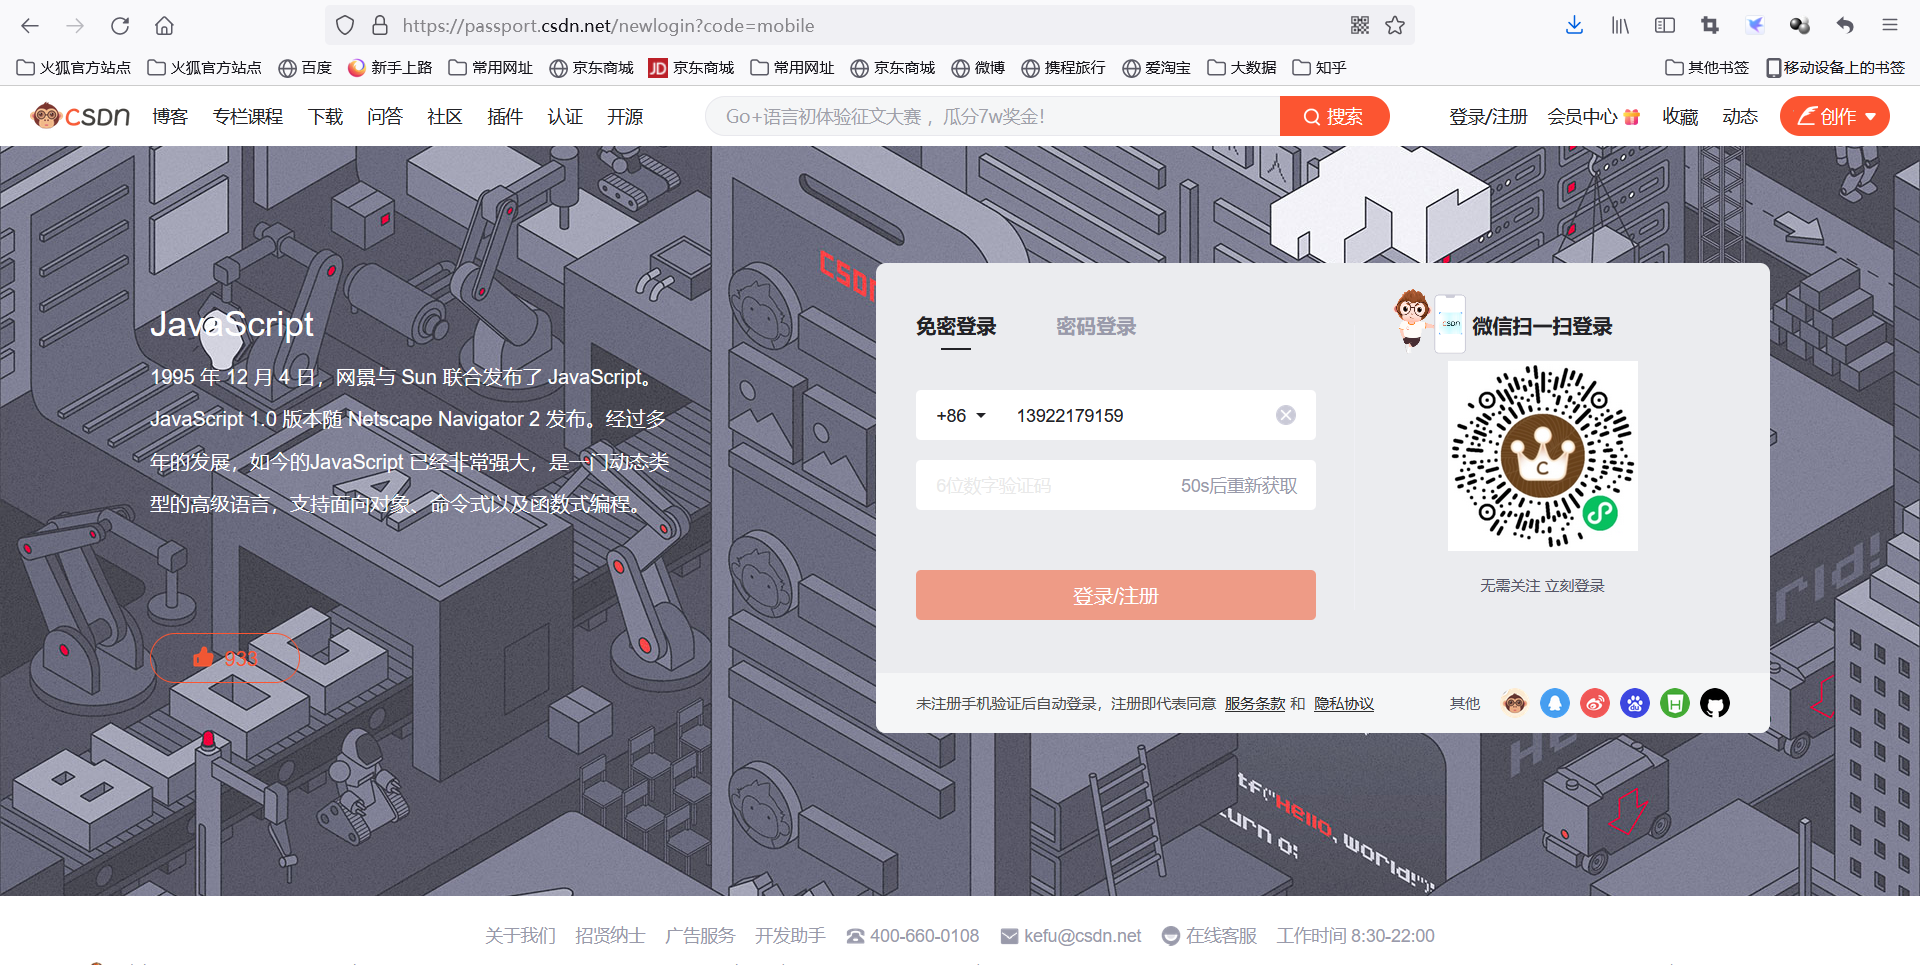 https://passport.csdn.net/newlogin?code=mobile
火狐官方站点 火狐官方站点 百度 新手上路 常用网址 京东商城 JD 京东商城 常用网址 京东商城 微博 携程旅行 爱淘宝 大数据 知乎 其他书签 移动设备上的书签
CSDN 博客 专栏课程 下载 问答 社区 插件 认证 开源 Go+语言初体验征文大赛，瓜分7w奖金! 搜索 登录/注册 会员中心 收藏 动态 创作
CSDN
JavaScript
1995 年 12 月 4 日，网景与 Sun 联合发布了 JavaScript。
JavaScript 1.0 版本随 Netscape Navigator 2 发布。经过多
年的发展，如今的JavaScript 已经非常强大，是一门动态类
型的高级语言，支持面向对象、命令式以及函数式编程。
933
免密登录 密码登录
+86 13922179159
6位数字验证码 50s后重新获取
登录/注册
csdn
微信扫一扫登录
C
无需关注 立刻登录
未注册手机验证后自动登录，注册即代表同意 服务条款 和 隐私协议 其他
A
BLOC
tf("Hello, world!");
urn 0;
关于我们 招贤纳士 广告服务 开发助手 400-660-0108 kefu@csdn.net 在线客服 工作时间 8:30-22:00